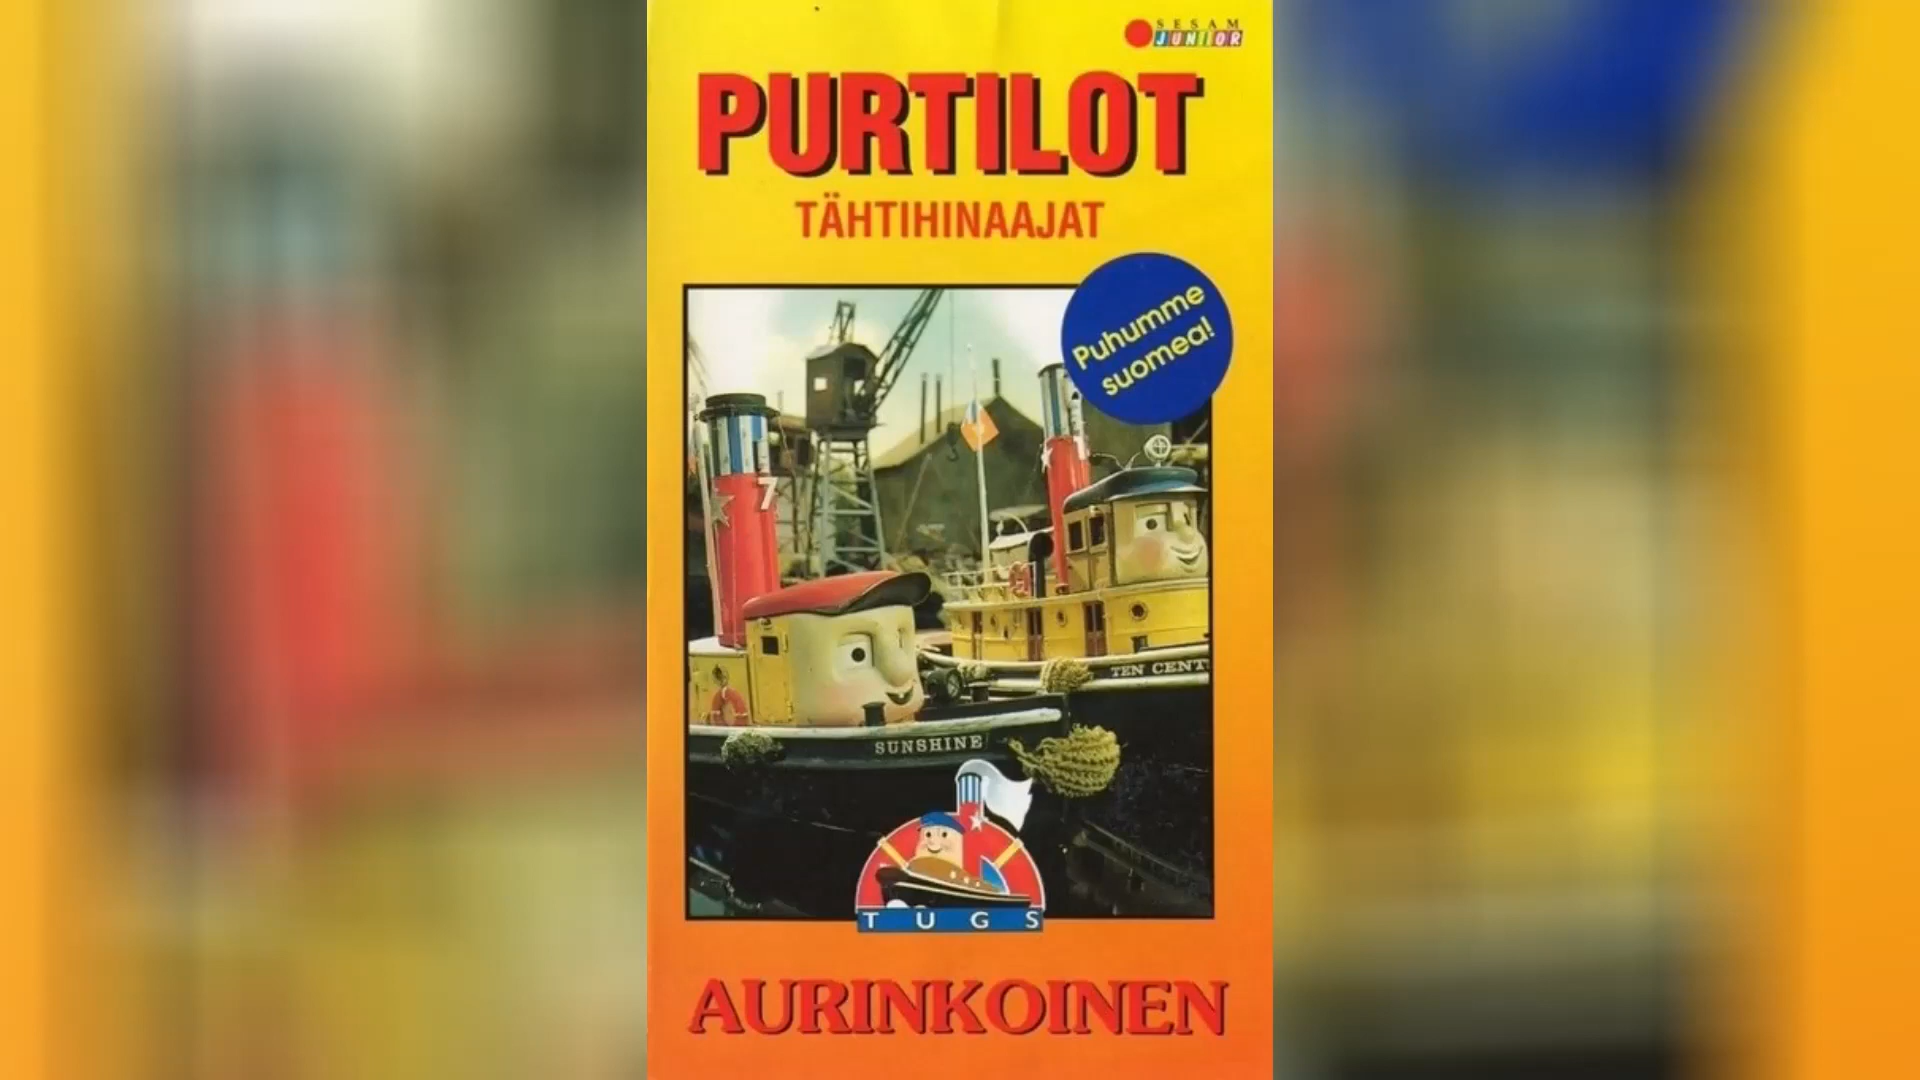 SESAM
JUNIOR
PURTILOT
TÄHTIHINAAJAT
Puhumme
suomea!
7
TEN CENT
SUNSHINE
TUGS
AURINKOINEN